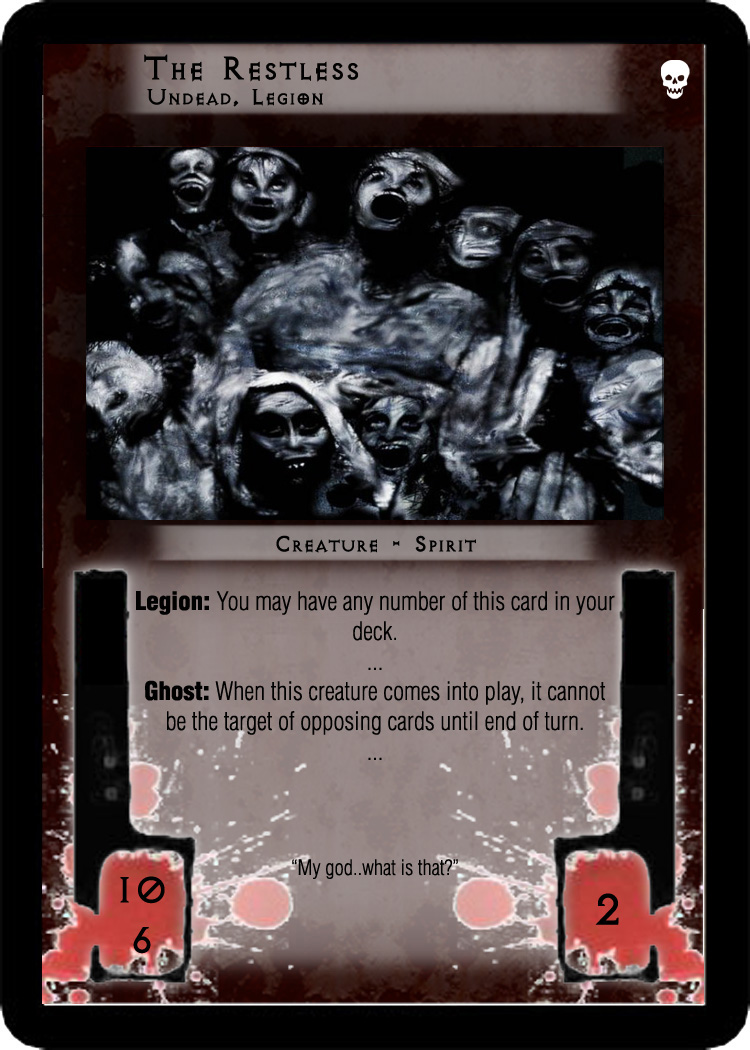 The Restless
Undead, Legion
Creature - Spirit
Legion: You may have any number of this card in your
deck.
...
Ghost: When this creature comes into play, it cannot
be the target of opposing cards until end of turn.
...
“My god..what is that?”
10
6
2